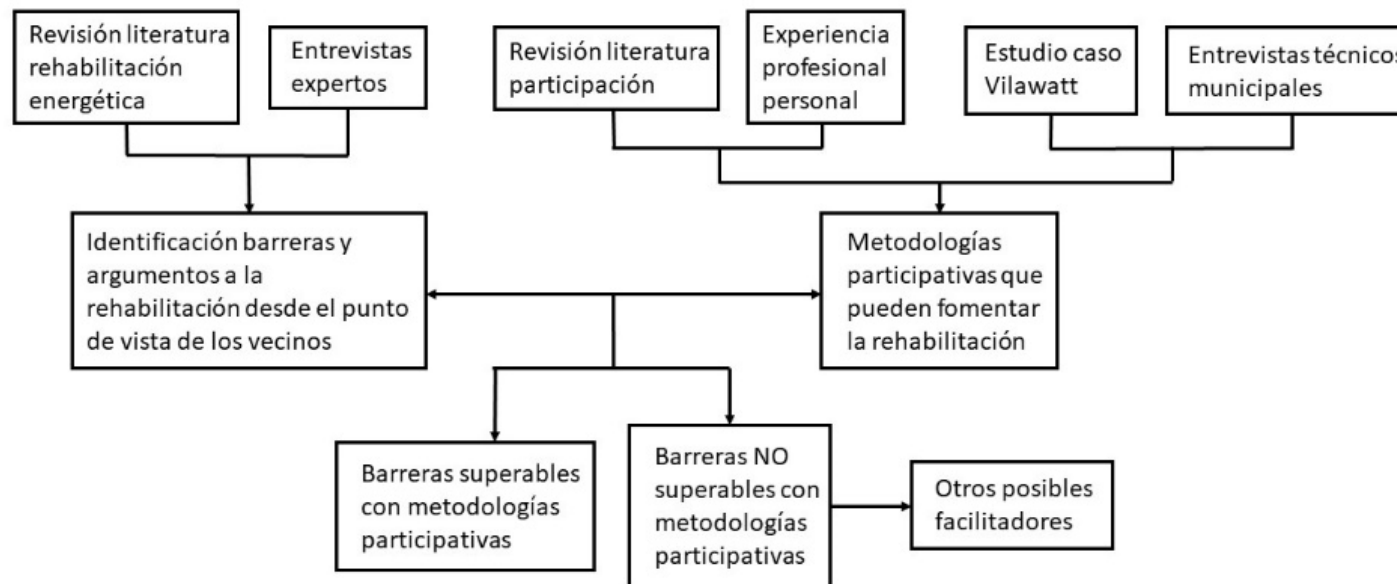 Revisión literatura
rehabilitación
energética
Entrevistas
expertos
Revisión literatura
participación
Experiencia
profesional
personal
Estudio caso
Vilawatt
Entrevistas técnicos
municipales
Identificación barreras y
argumentos a la
rehabilitación desde el punto
de vista de los vecinos
Metodologías
participativas que
pueden fomentar
la rehabilitación
Barreras superables
con metodologías
participativas
Barreras NO
superables con
metodologías
participativas
Otros posibles
facilitadores